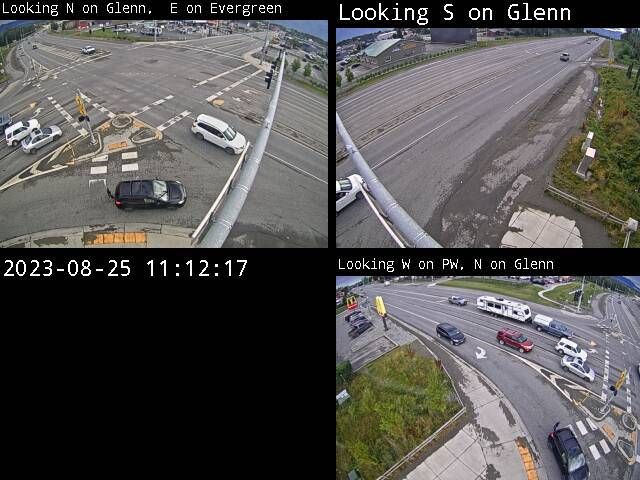 Looking N on Glenn,  E on Evergreen
Looking S on Glenn
2023-08-25 11:12:17
Looking W on PW, N on Glenn